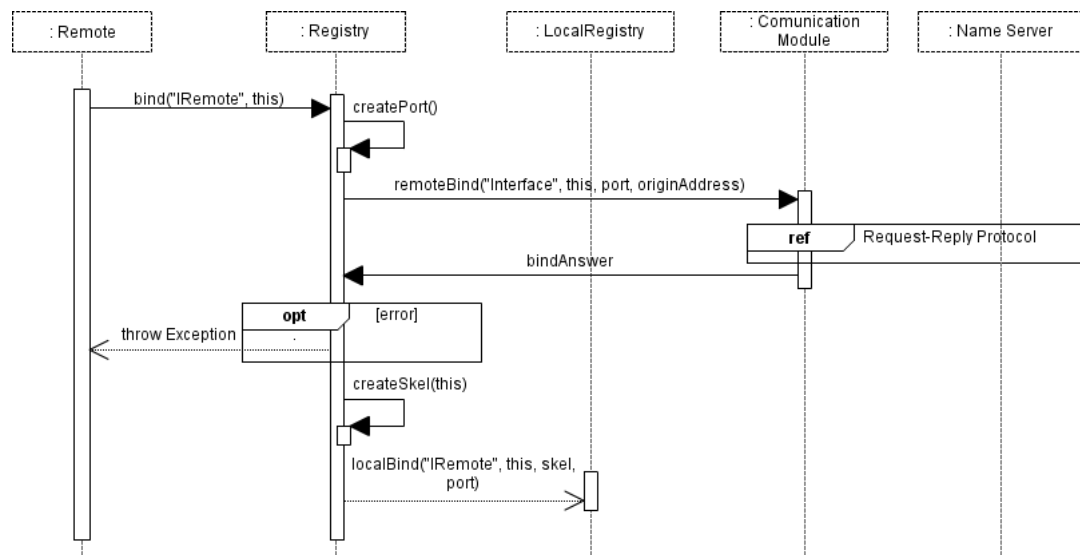 : Remote
: Registry
: LocalRegistry
: Comunication
Module
: Name Server
bind("IRemote", this)
createPort()
remoteBind("Interface", this, port, originAddress)
ref
Request-Reply Protocol
bindAnswer
opt
[error]
.
throw Exception
createSkel(this)
localBind("IRemote", this, skel,
port)